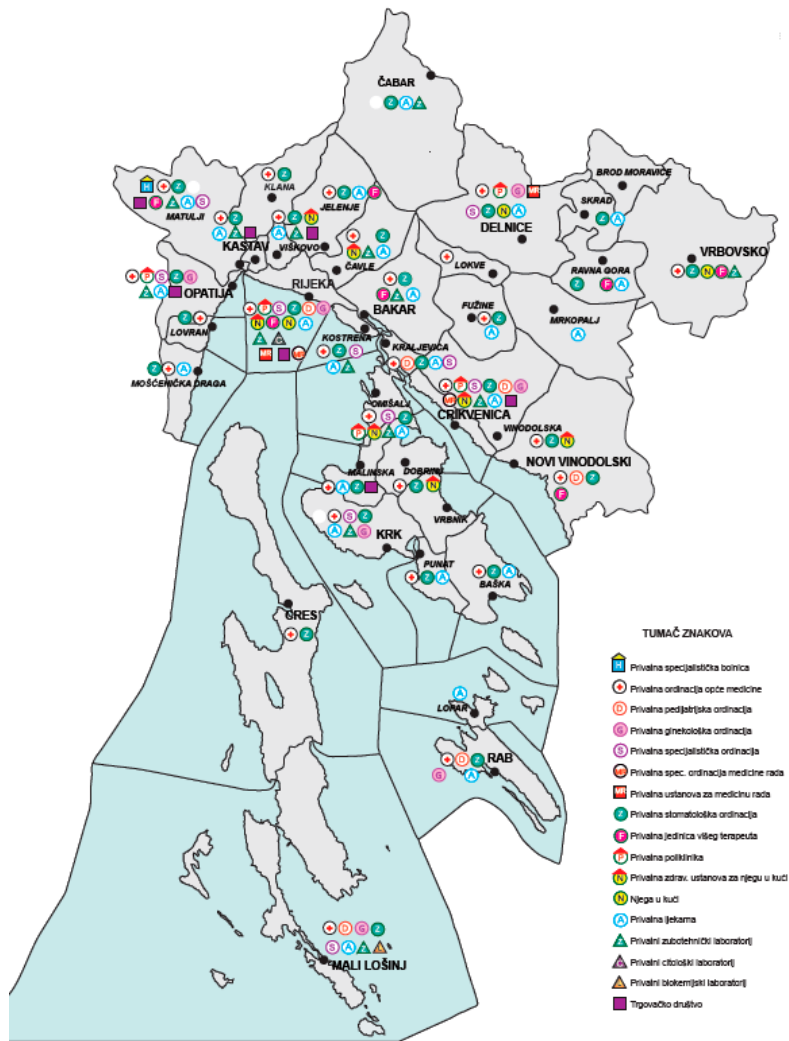 ČABAR
BROD MORAVICE
KLANA
SKRAD
JELENJE
MATULJI
DELNICE
KASTAV
VIŠKOVO
VRBOVSKO
ČAVLE
LOKVE
RAVNA GORA
OPATIJA
RIJEKA
BAKAR
FUŽINE
MRKOPALJ
LOVRAN
KOSTRENA
KRALJEVICA
MOŠĆENIČKA DRAGA
OMIŠALJ
CRIKVENICA
VINODOLSKA
NOVI VINODOLSKI
MALINSKA
DOBRINJ
VRBNIK
KRK
PUNAT
BAŠKA
CRES
LOPAR
RAB
MALI LOŠINJ
TUMAČ ZNAKOVA
H Privatna specijalistička bolnica
Privatna ordinacija opće medicine
D Privatna pedijatrijska ordinacija
G Privatna ginekološka ordinacija
S Privatna specijalistička ordinacija
MR Privatna spec. ordinacija medicine rada
MR Privatna ustanova za medicinu rada
Z Privatna stomatološka ordinacija
F Privatna jedinica višeg terapeuta
P Privatna poliklinika
N Privatna zdrav. ustanova za njegu u kući
N Njega u kući
A Privatna ljekarna
Ž Privatni zubotehnički laboratorij
Privatni citološki laboratorij
Privatni biokemijski laboratorij
Trgovačko društvo